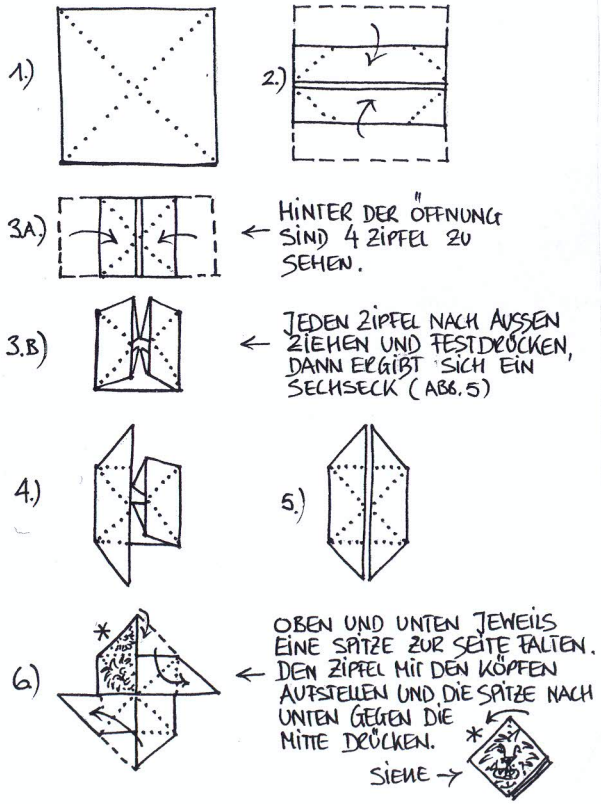 1.)
2.)
3A.)
← HINTER DER ÖFFNUNG
SIND 4 ZIPFEL ZU
SEHEN.
3.B)
← JEDEN ZIPFEL NACH AUSSEN
ZIEHEN UND FESTDRÜCKEN,
DANN ERGIBT SICH EIN
SECHSECK (ABB. 5)
4.)
5.)
6.)
*
← OBEN UND UNTEN JEWEILS
EINE SPITZE ZUR SEITE FALTEN.
DEN ZIPFEL MIT DEN KÖPFEN
AUFSTELLEN UND DIE SPITZE NACH
UNTEN GEGEN DIE
MITTE DRÜCKEN.
SIEHE → *